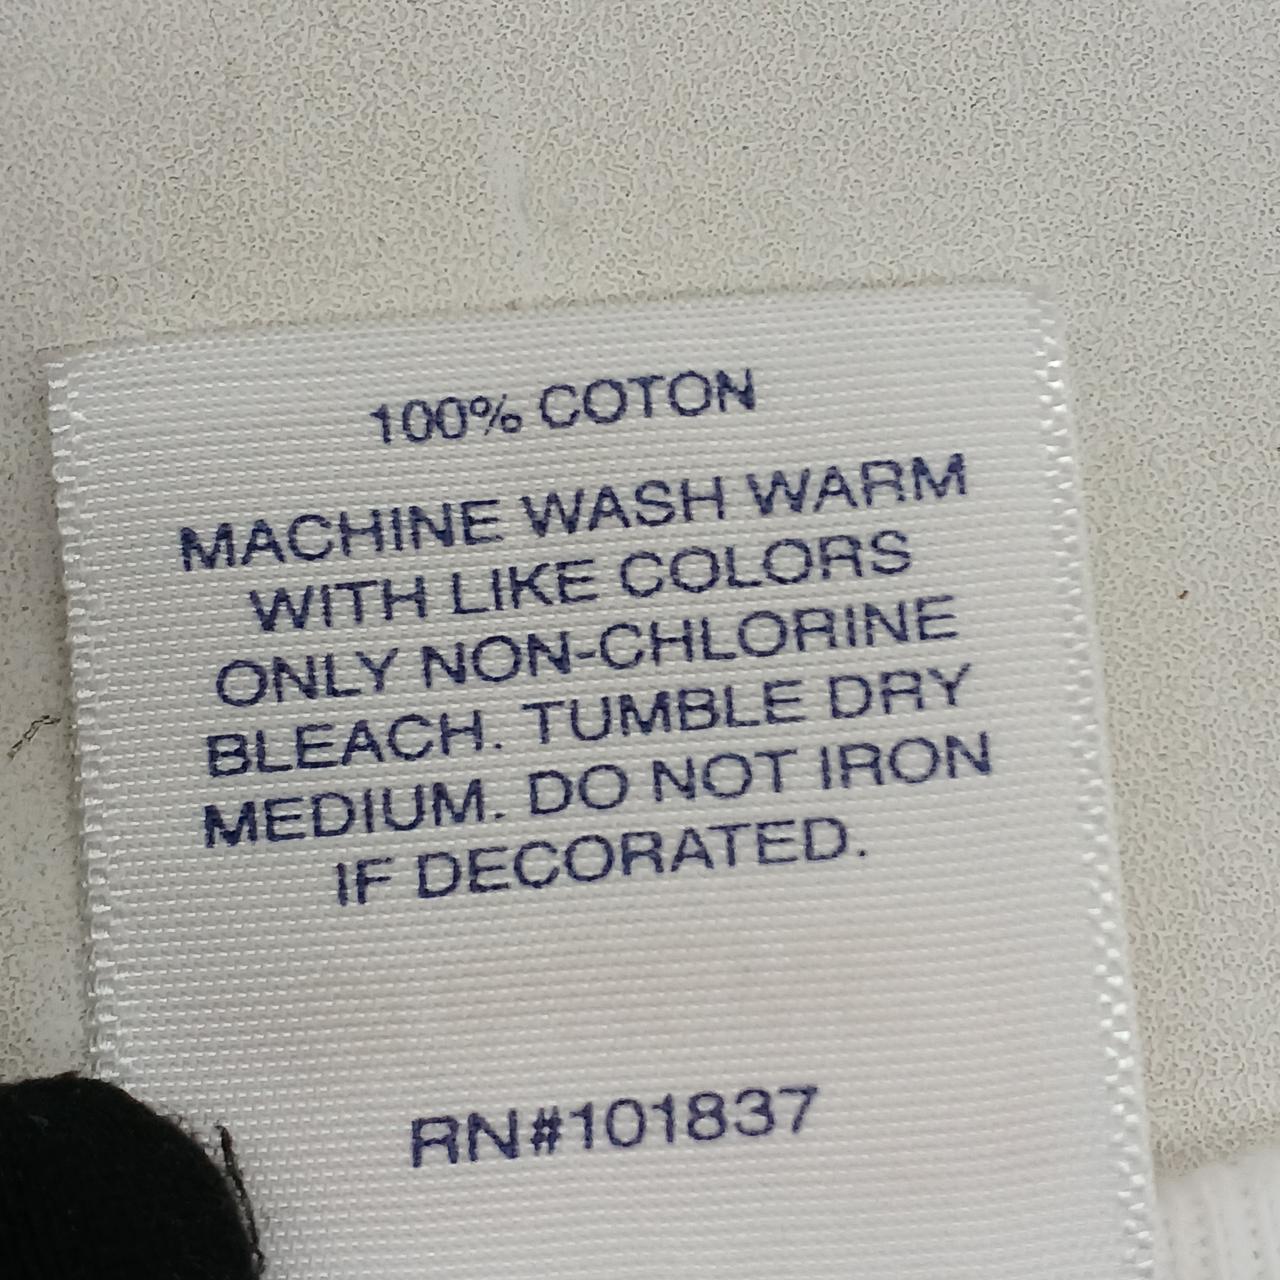 100% COTON
MACHINE WASH WARM
WITH LIKE COLORS
ONLY NON-CHLORINE
BLEACH. TUMBLE DRY
MEDIUM. DO NOT IRON
IF DECORATED.
RN#101837